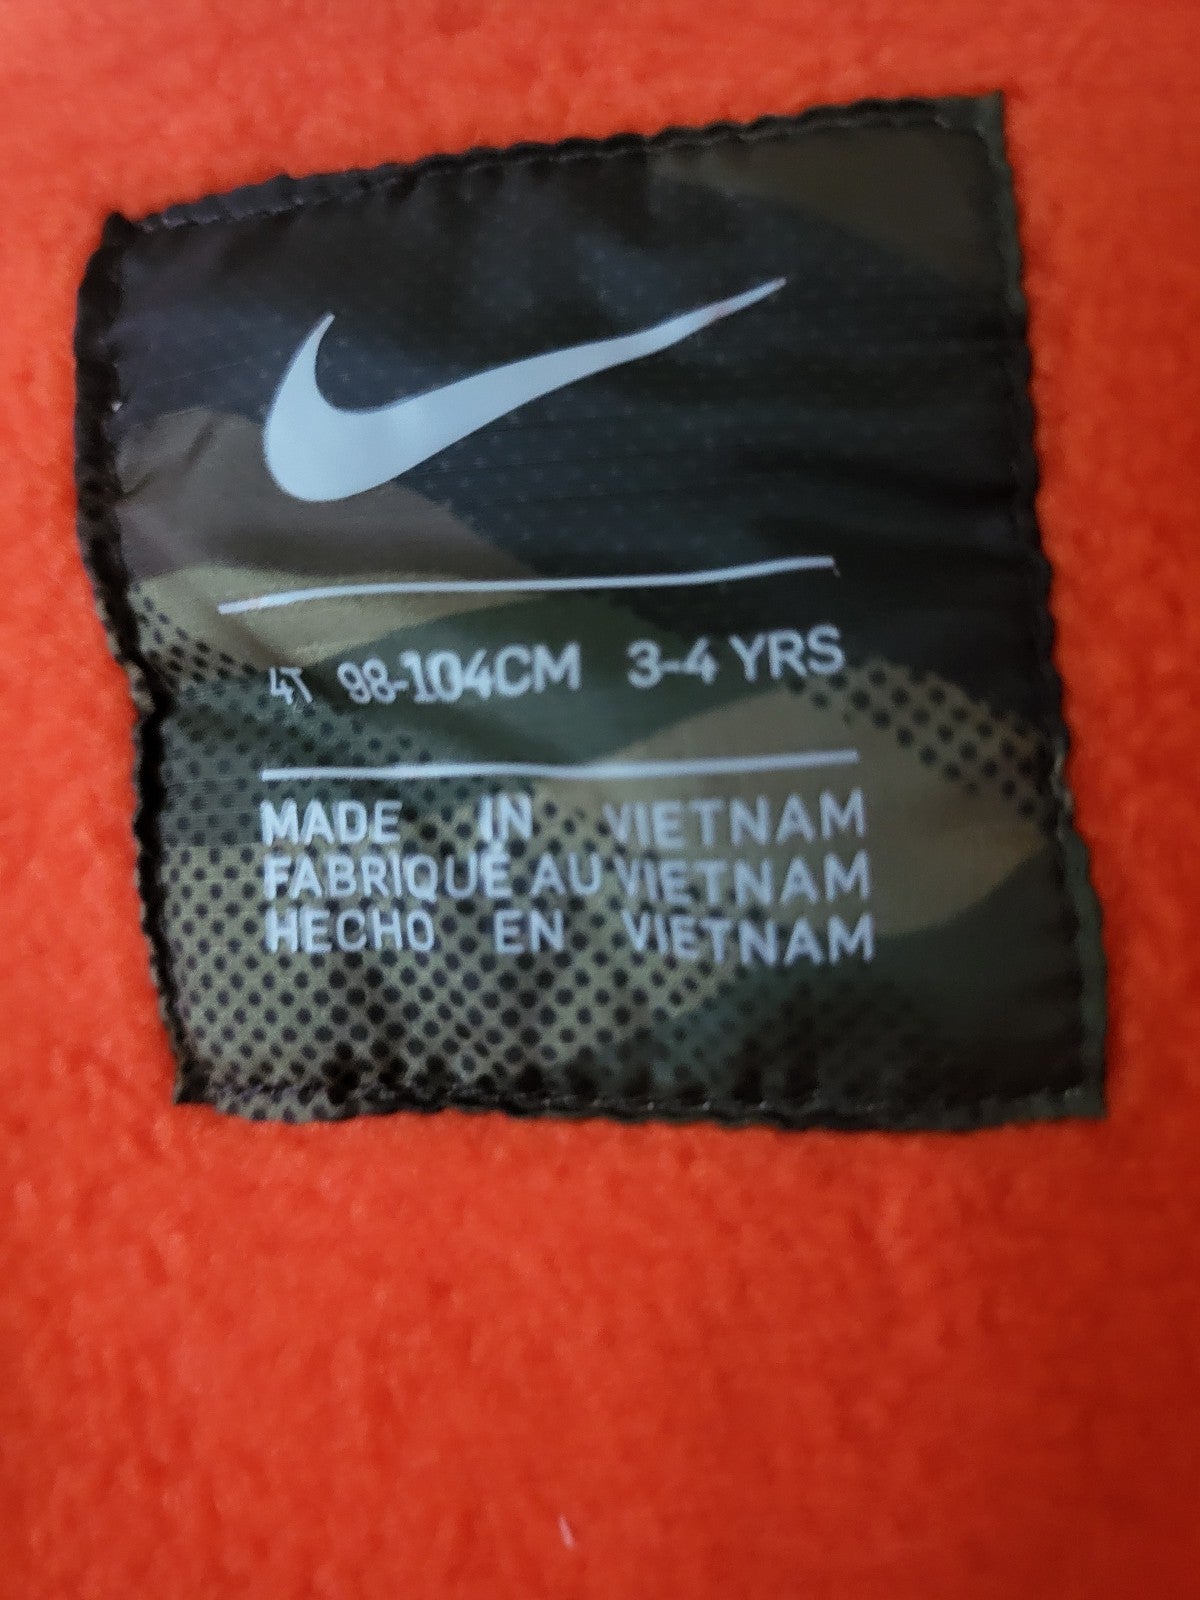 4T 98-104CM 3-4 YRS
MADE IN VIETNAM
FABRIQUÉ AU VIETNAM
HECHO EN VIETNAM